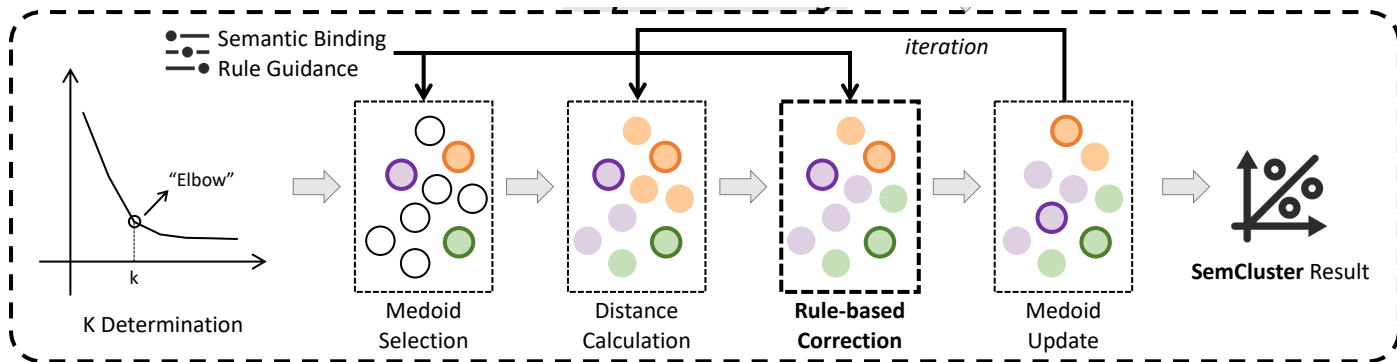 Semantic Binding
Rule Guidance
iteration
“Elbow”
k
K Determination
Medoid
Selection
Distance
Calculation
Rule-based
Correction
Medoid
Update
SemCluster Result